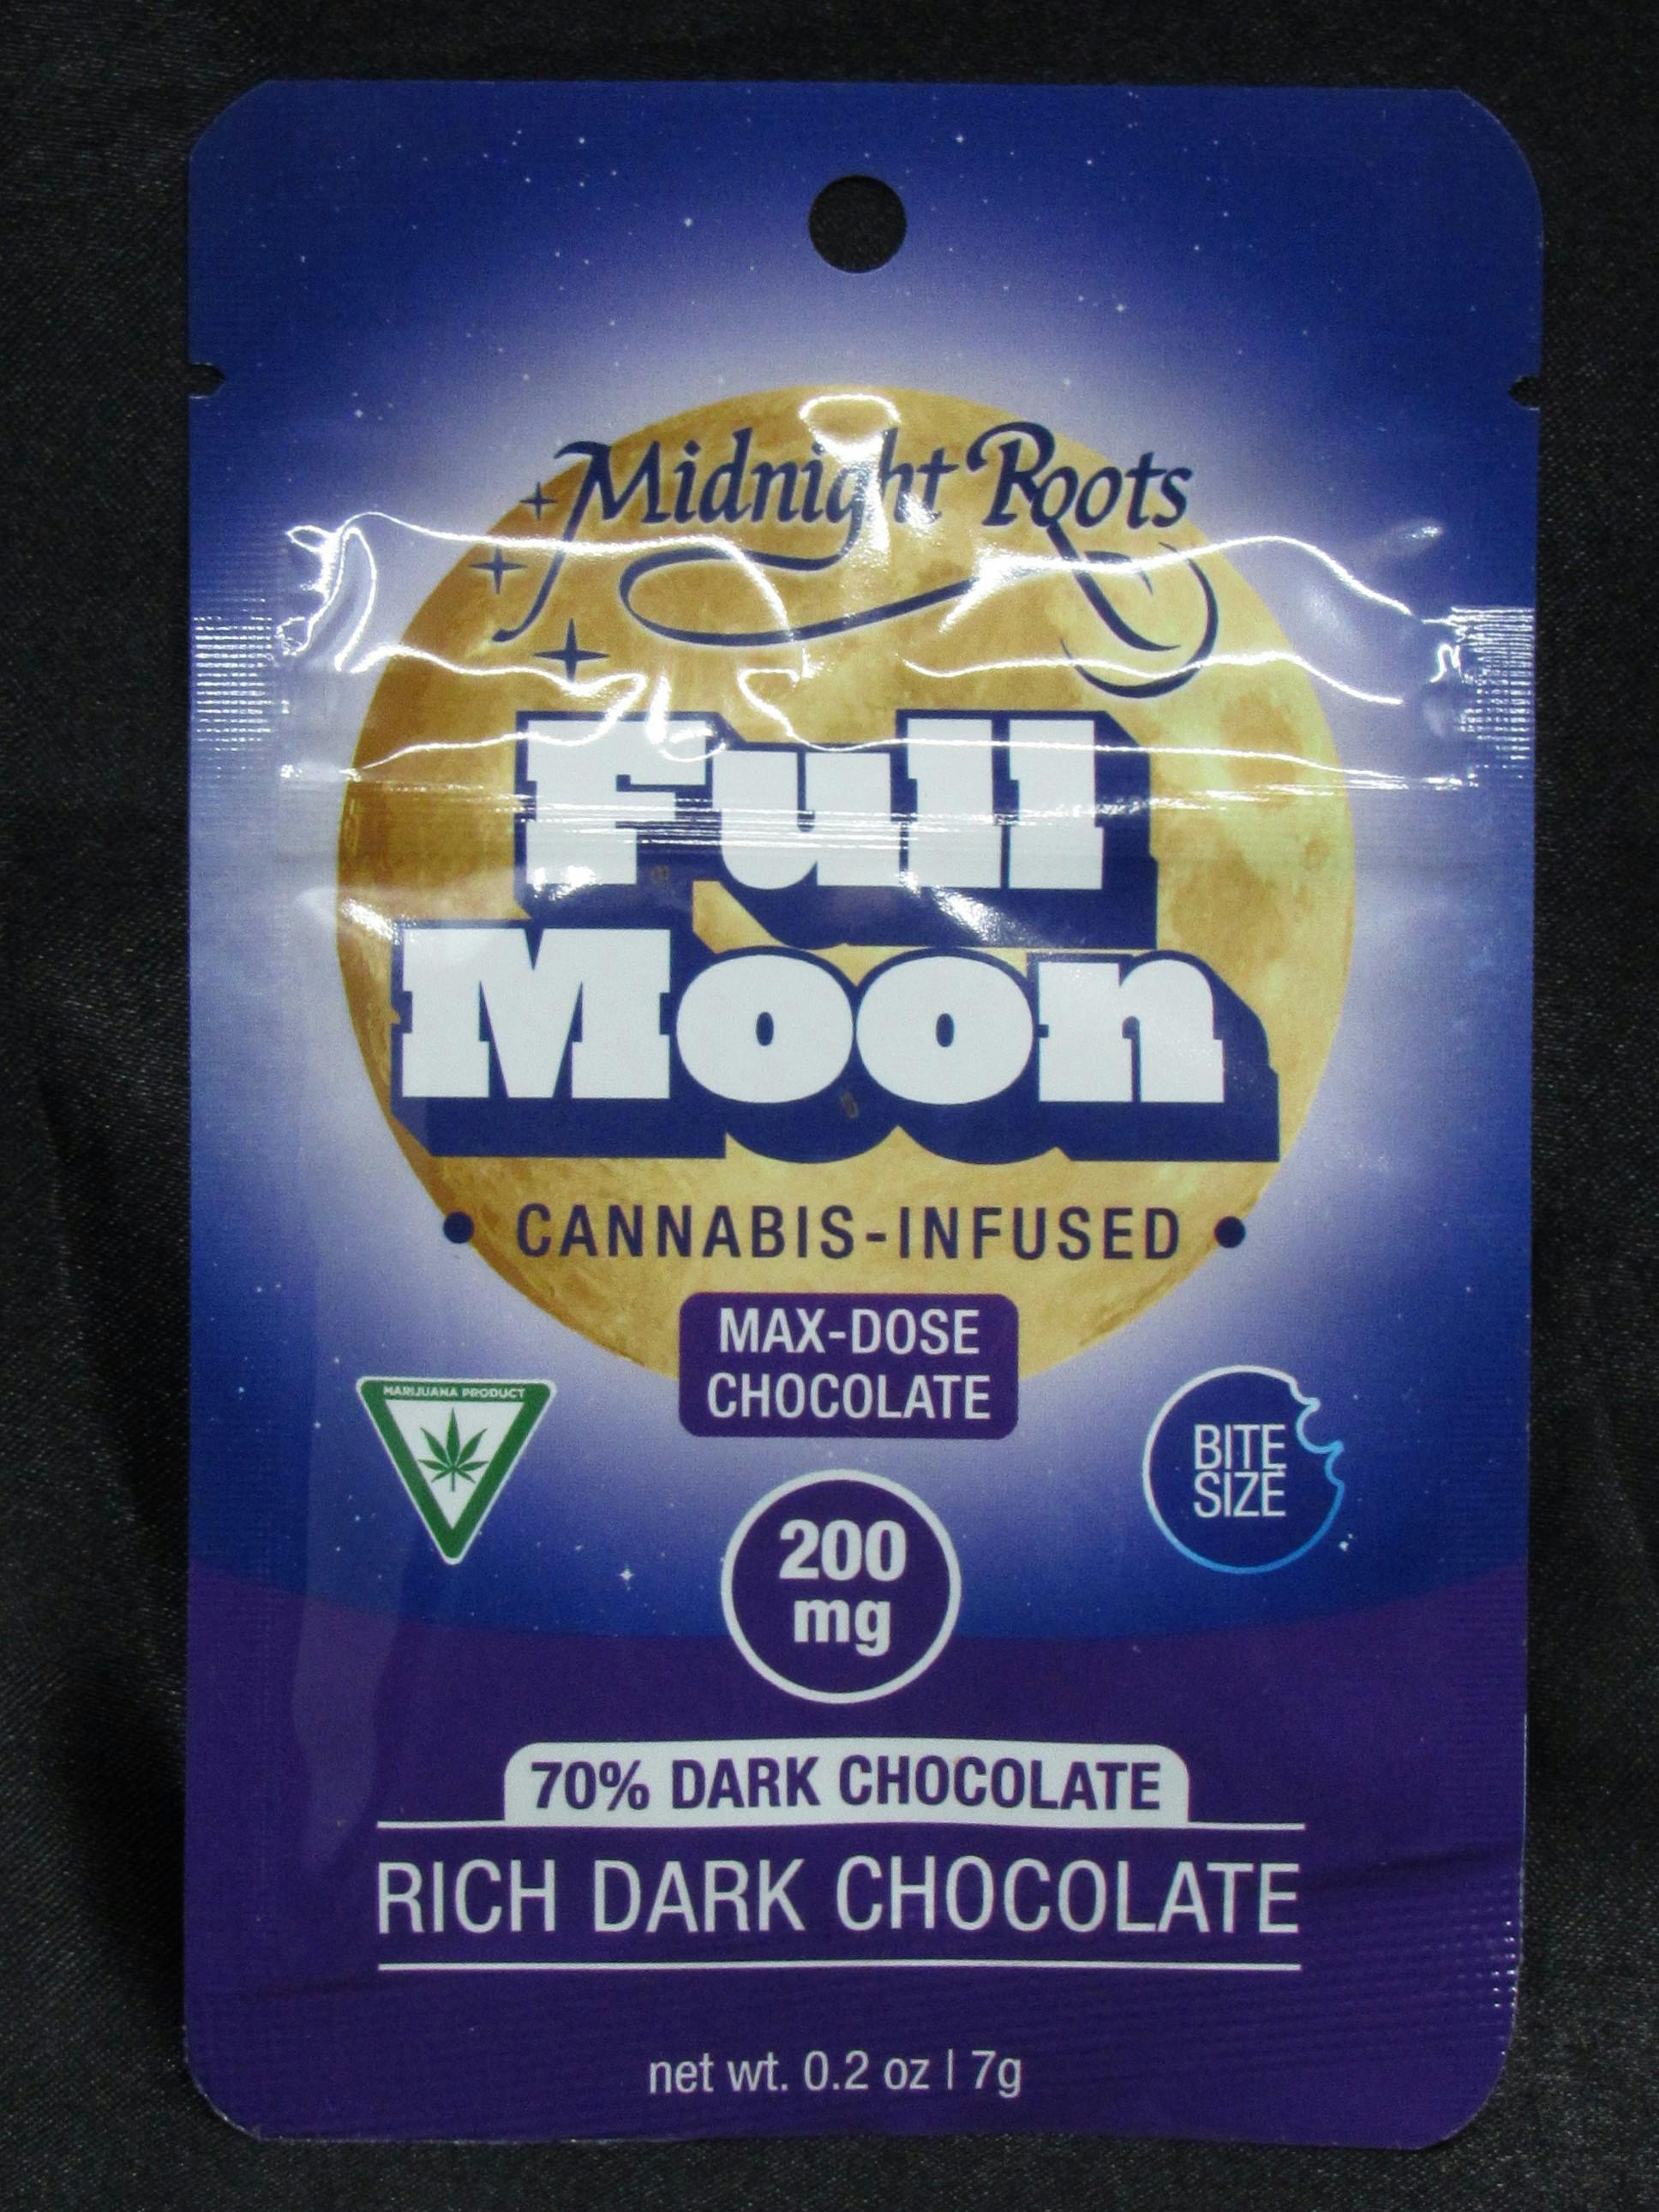 Midnight Roots
Full
Moon
• CANNABIS-INFUSED •
MAX-DOSE
CHOCOLATE
MARIJUANA PRODUCT
BITE
SIZE
200
mg
70% DARK CHOCOLATE
RICH DARK CHOCOLATE
net wt. 0.2 oz | 7g